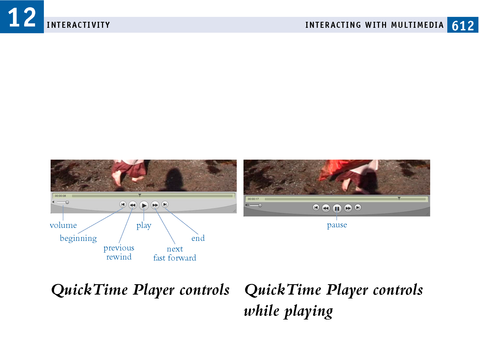 12 INTERACTIVITY
INTERACTING WITH MULTIMEDIA 612
volume
play
pause
beginning
end
previous
rewind
next
fast forward
QuickTime Player controls
QuickTime Player controls
while playing